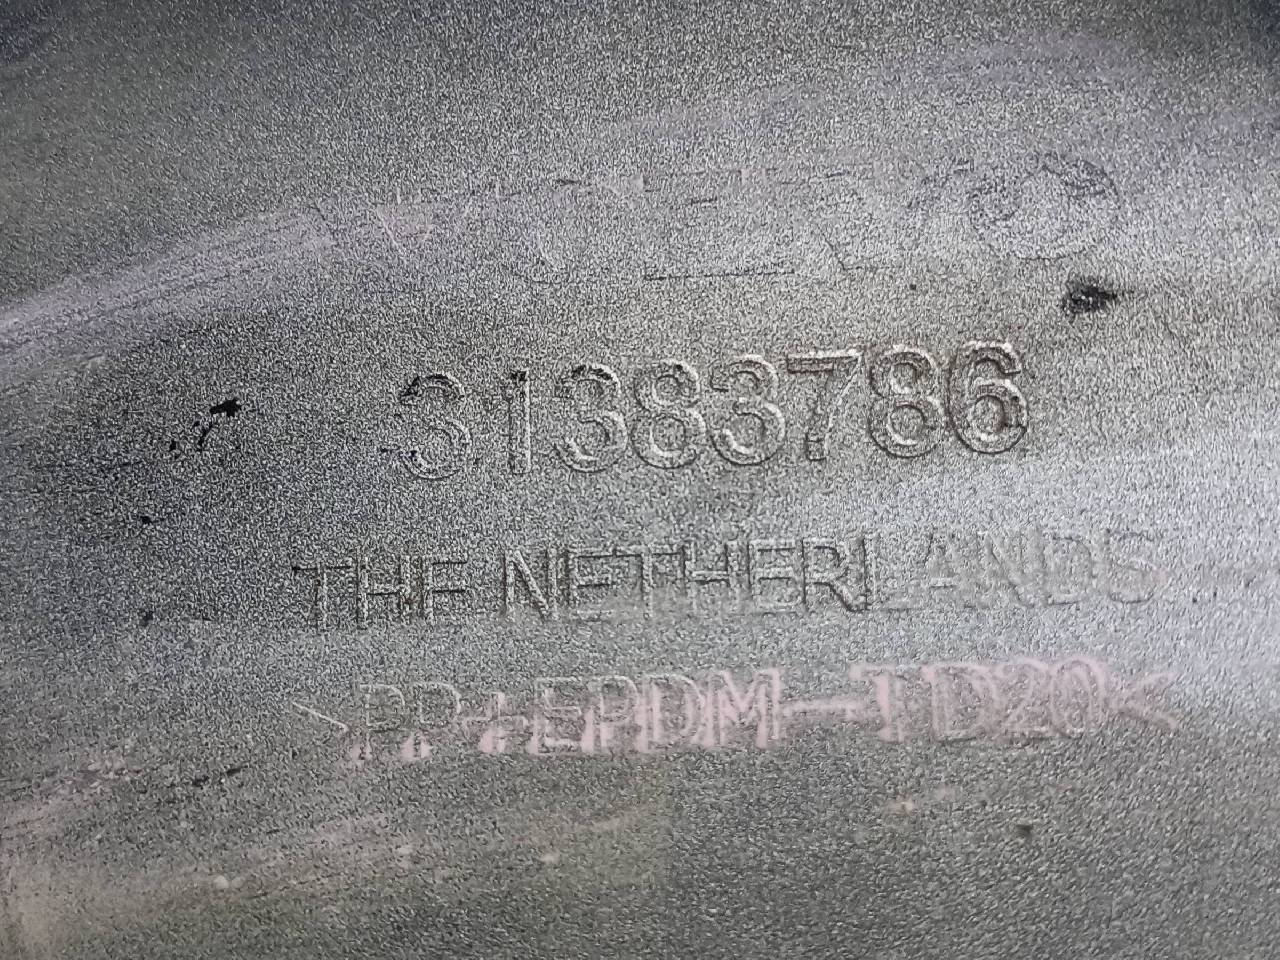 31383786
THE NETHERLANDS
>PP+EPDM-TD20<